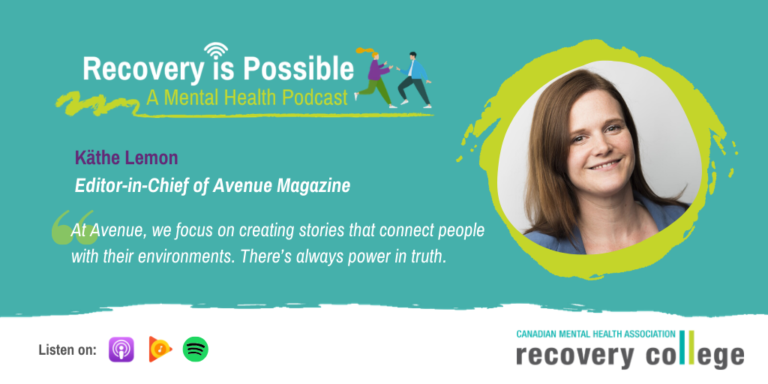 Recovery is Possible
A Mental Health Podcast
Käthe Lemon
Editor-in-Chief of Avenue Magazine
“At Avenue, we focus on creating stories that connect people
with their environments. There's always power in truth.
Listen on:
CANADIAN MENTAL HEALTH ASSOCIATION
recovery college